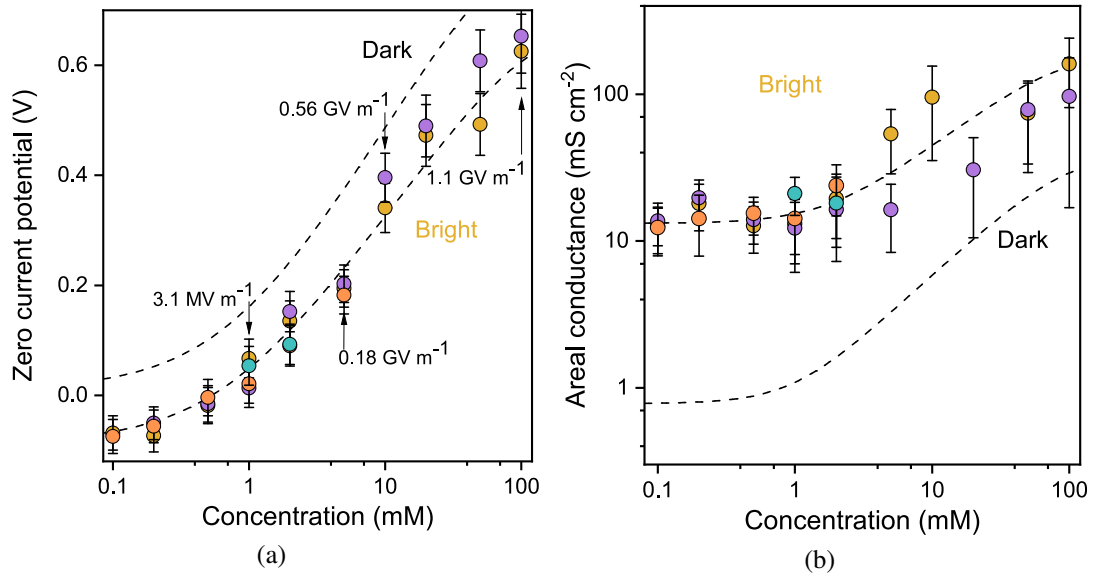 Zero current potential (V)
0.6
0.4
0.2
0.0
Dark
0.56 GV m-1
1.1 GV m-1
Bright
3.1 MV m-1
0.18 GV m-1
0.1
1
10
100
Concentration (mM)
(a)
Areal conductance (mS cm-2)
100
10
1
Bright
Dark
0.1
1
10
100
Concentration (mM)
(b)